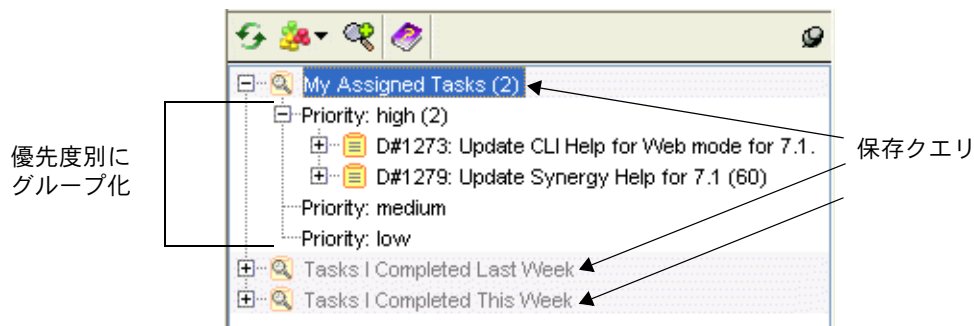 My Assigned Tasks (2)
Priority: high (2)
D#1273: Update CLI Help for Web mode for 7.1.
D#1279: Update Synergy Help for 7.1 (60)
Priority: medium
Priority: low
Tasks I Completed Last Week
Tasks I Completed This Week
優先度別に
グループ化
保存クエリ